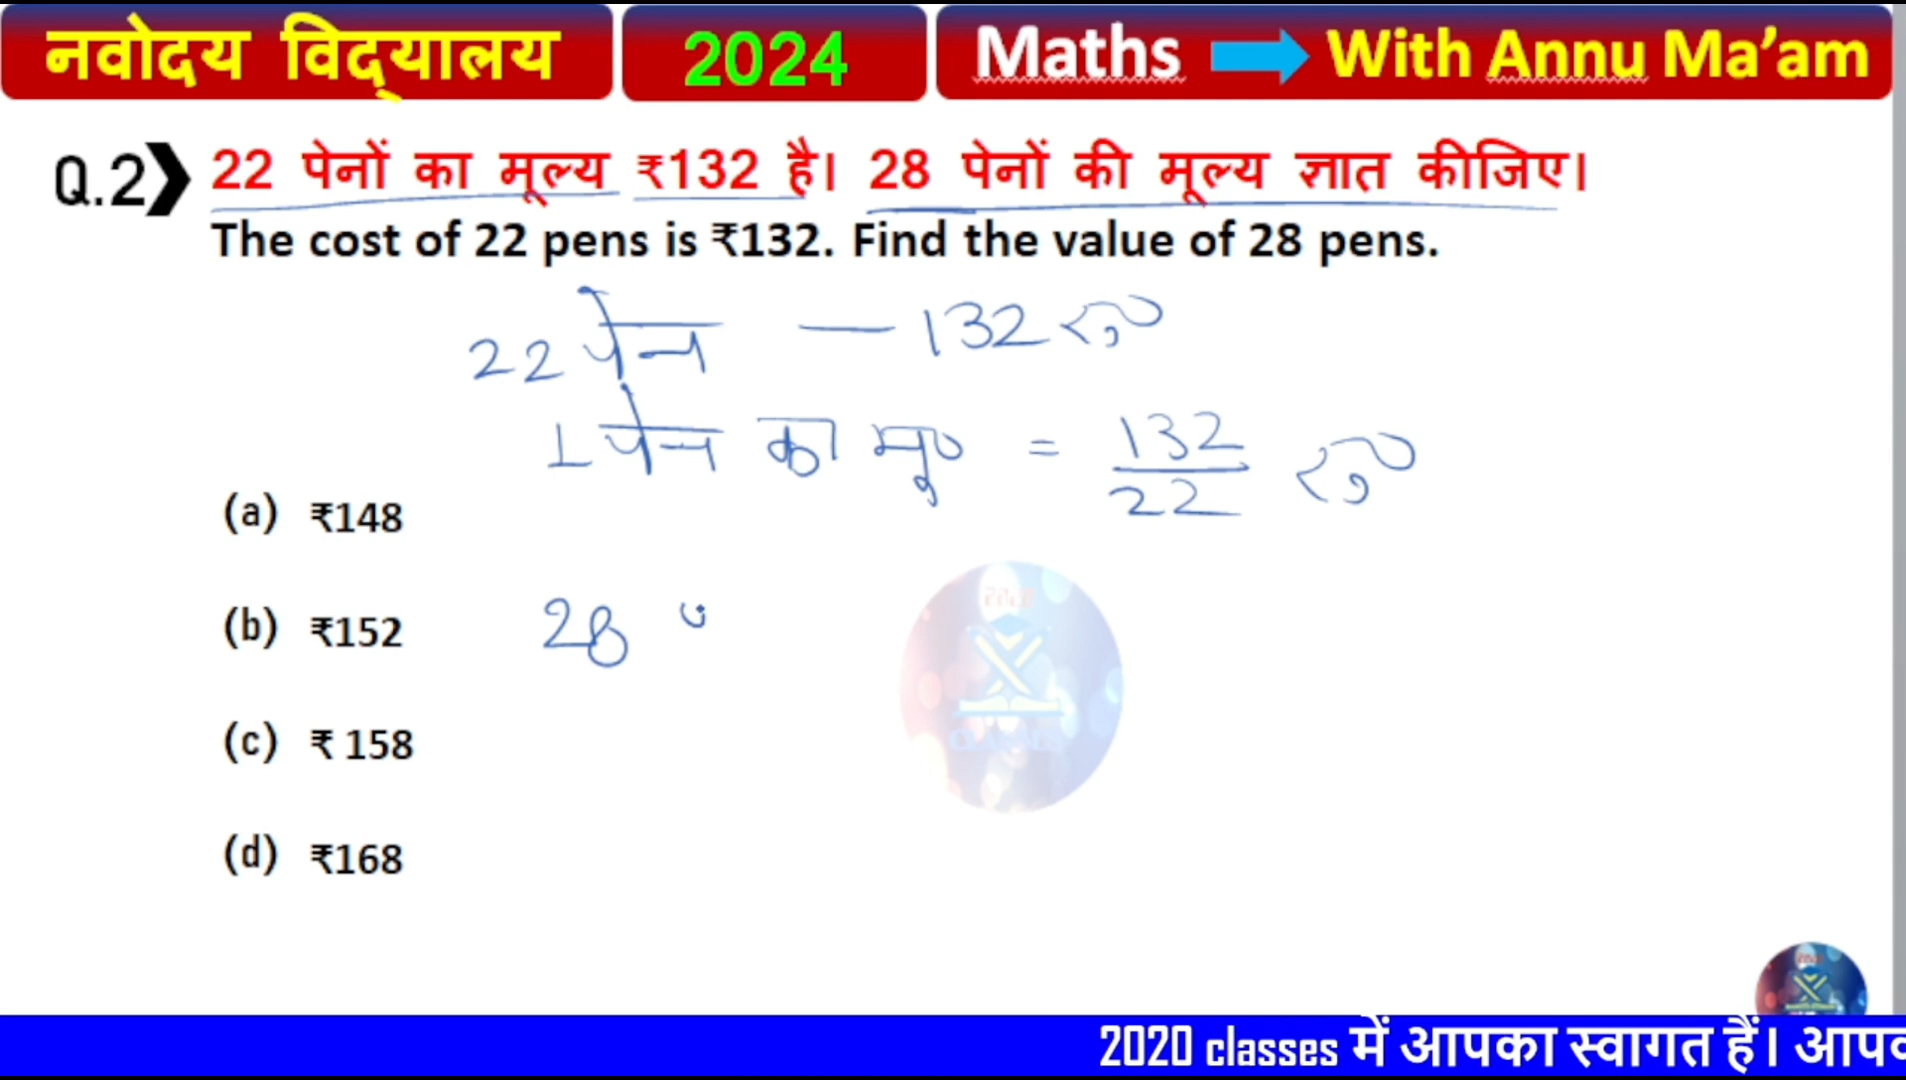 नवोदय विद्यालय 2024 Maths With Annu Ma’am
Q.2 22 पेनों का मूल्य ₹132 है। 28 पेनों की मूल्य ज्ञात कीजिए।
The cost of 22 pens is ₹132. Find the value of 28 pens.
22 पेन — 132 रु०
1 पेन का मू० = 132/22 रु०
(a) ₹148
(b) ₹152
28
(c) ₹ 158
(d) ₹168
2020 classes में आपका स्वागत हैं।